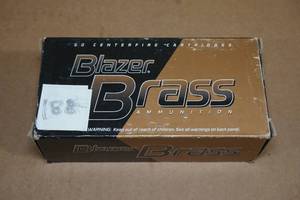 50 CENTERFIRE CARTRIDGES
Blazer
Brass
AMMUNITION
WARNING: Keep out of reach of children. See all warnings on back panel.
Blazer Brass